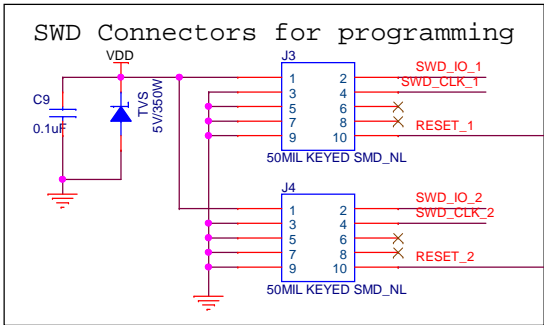 SWD Connectors for programming
VDD
J3
SWD_IO_1
1 2
SWD_CLK_1
3 4
C9
TVS
5V/350W
5 6
0.1uF
7 8
RESET_1
9 10
50MIL KEYED SMD_NL
J4
SWD_IO_2
1 2
SWD_CLK_2
3 4
5 6
7 8
RESET_2
9 10
50MIL KEYED SMD_NL